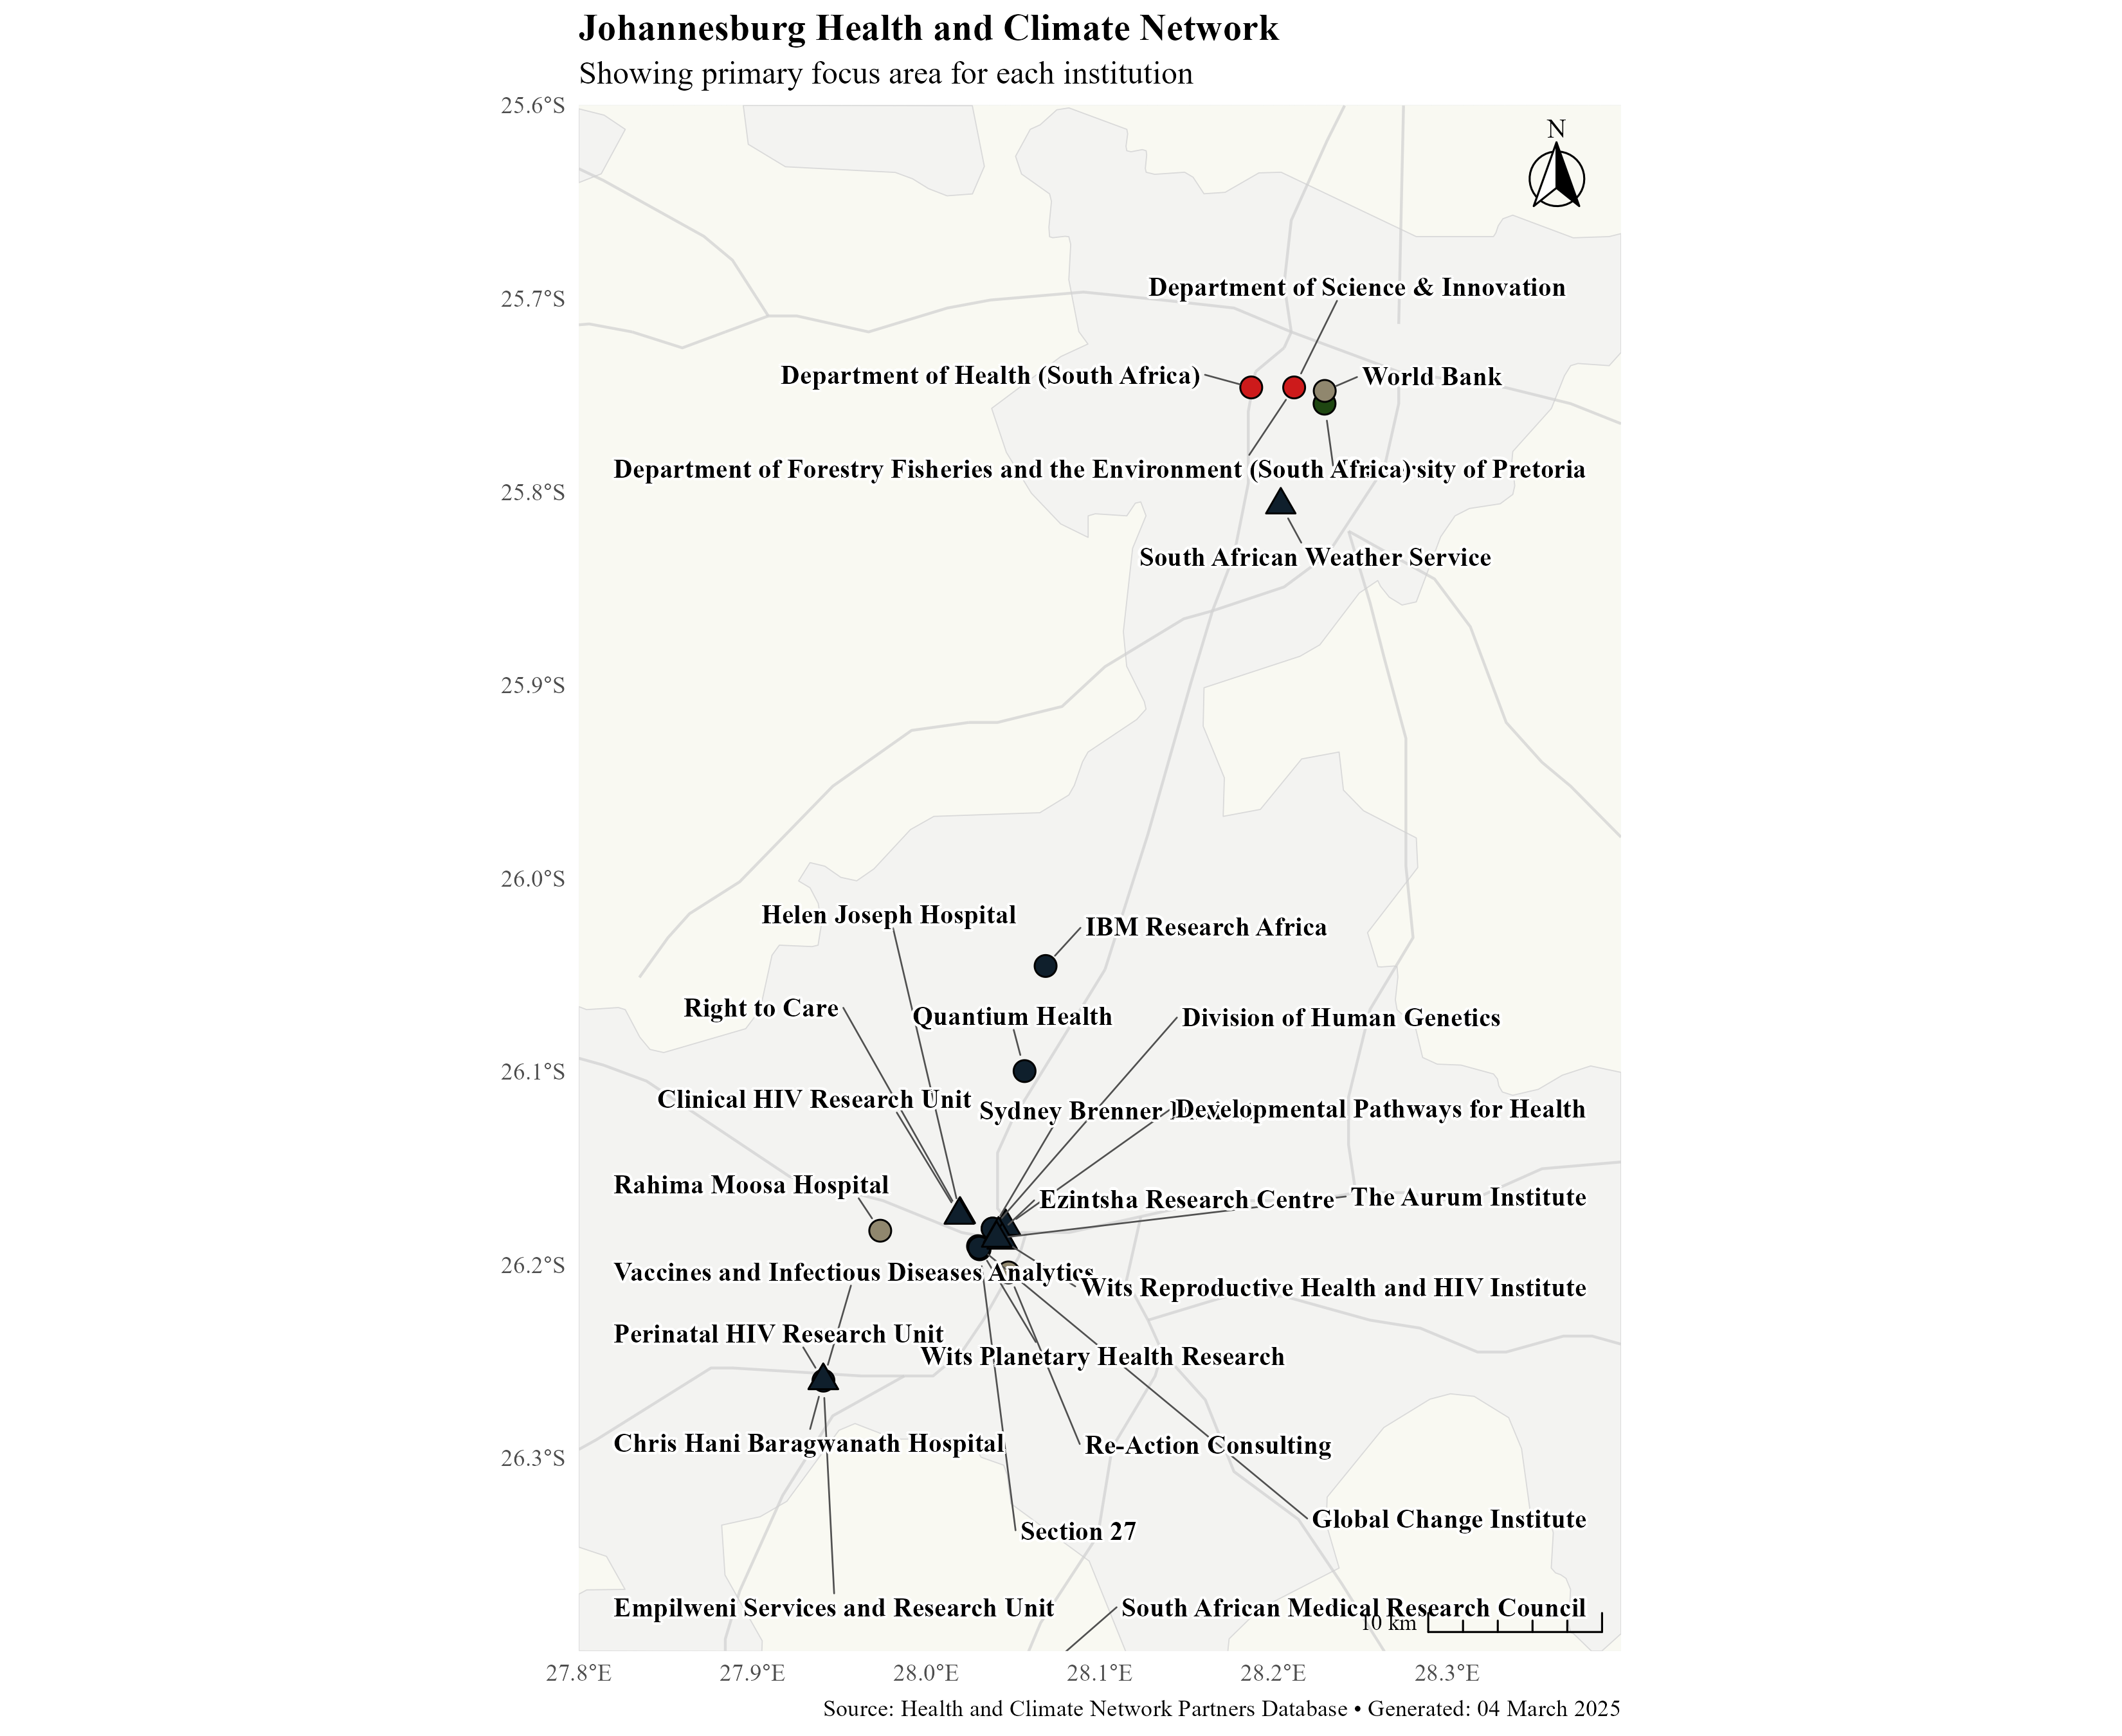 Johannesburg Health and Climate Network
Showing primary focus area for each institution
25.6°S
N
25.7°S
Department of Science & Innovation
Department of Health (South Africa)
World Bank
Department of Forestry Fisheries and the Environment (South Africa)
of Pretoria
25.8°S
South African Weather Service
25.9°S
26.0°S
Helen Joseph Hospital
IBM Research Africa
Right to Care
Quantium Health
Division of Human Genetics
26.1°S
Clinical HIV Research Unit
Sydney Brenner
Developmental Pathways for Health
Rahima Moosa Hospital
Ezintsha Research Centre
The Aurum Institute
26.2°S
Vaccines and Infectious Diseases Analytics
Wits Reproductive Health and HIV Institute
Perinatal HIV Research Unit
Wits Planetary Health Research
Chris Hani Baragwanath Hospital
Re-Action Consulting
26.3°S
Global Change Institute
Section 27
Empilweni Services and Research Unit
South African Medical Research Council
10 km
27.8°E 27.9°E 28.0°E 28.1°E 28.2°E 28.3°E
Source: Health and Climate Network Partners Database • Generated: 04 March 2025